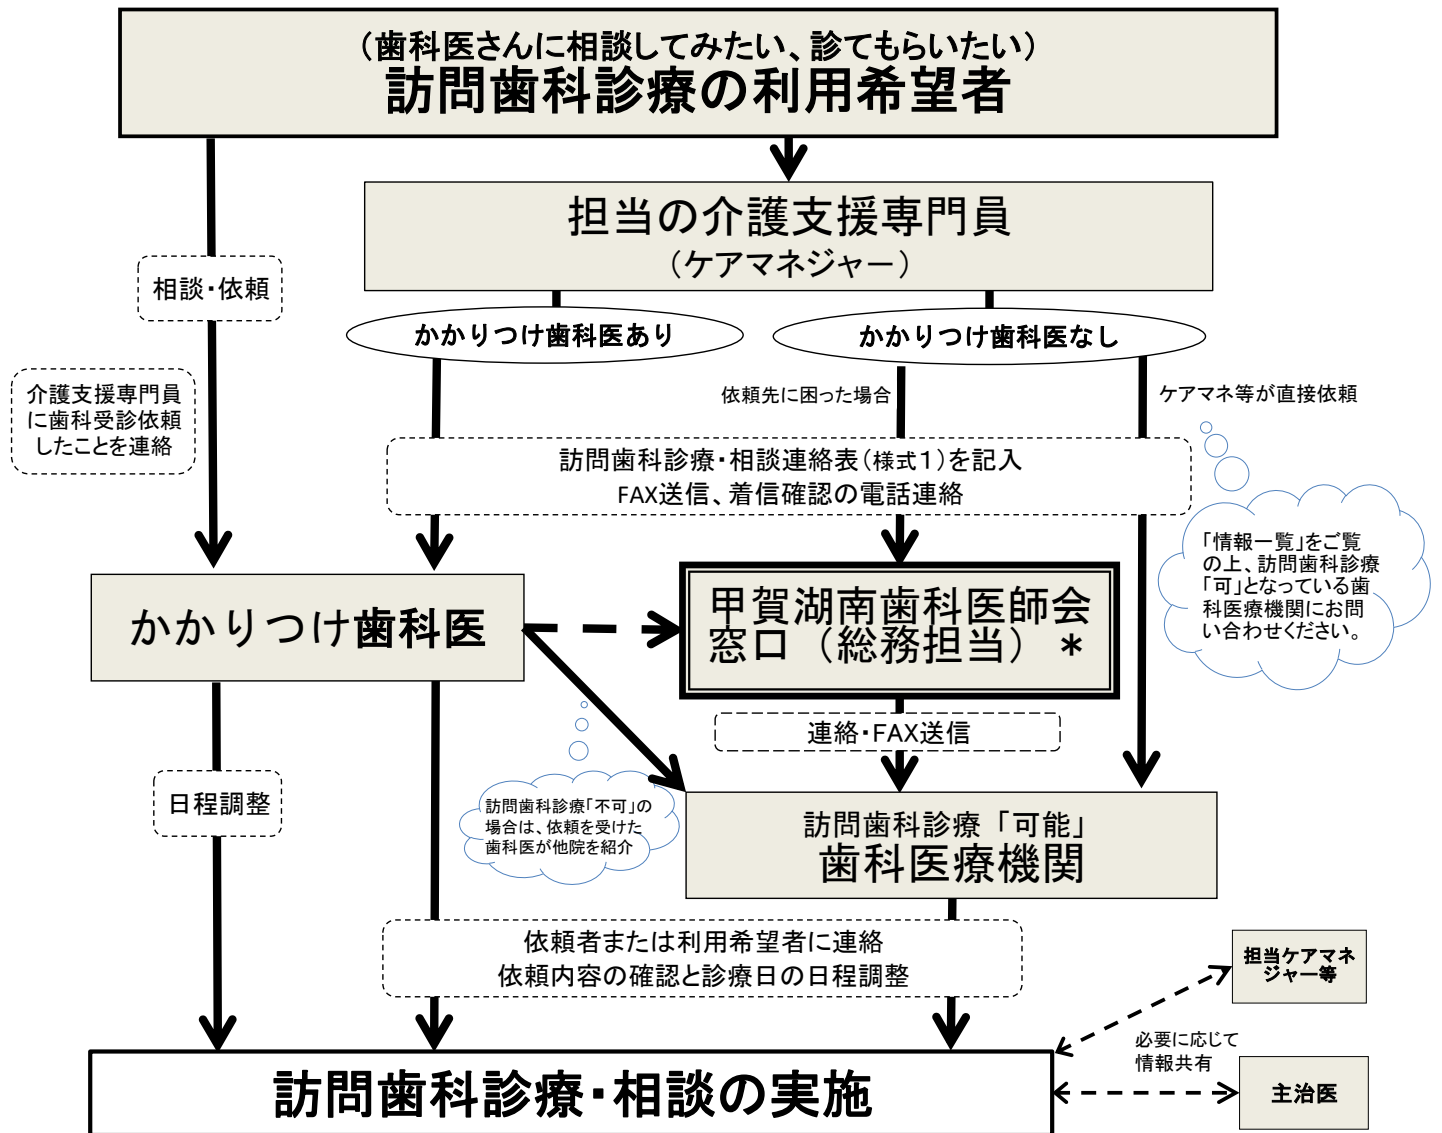 （歯科医さんに相談してみたい、診てもらいたい）
訪問歯科診療の利用希望者
担当の介護支援専門員
（ケアマネジャー）
相談・依頼
かかりつけ歯科医あり
かかりつけ歯科医なし
介護支援専門員
に歯科受診依頼
したことを連絡
依頼先に困った場合
ケアマネ等が直接依頼
訪問歯科診療・相談連絡表（様式１）を記入
FAX送信、着信確認の電話連絡
「情報一覧」をご覧
の上、訪問歯科診療
「可」となっている歯
科医療機関にお問
い合わせください。
かかりつけ歯科医
甲賀湖南歯科医師会
窓口（総務担当）＊
連絡・FAX送信
日程調整
訪問歯科診療「不可」の
場合は、依頼を受けた
歯科医が他院を紹介
訪問歯科診療「可能」
歯科医療機関
依頼者または利用希望者に連絡
依頼内容の確認と診療日の日程調整
担当ケアマネ
ジャー等
必要に応じて
情報共有
主治医
訪問歯科診療・相談の実施